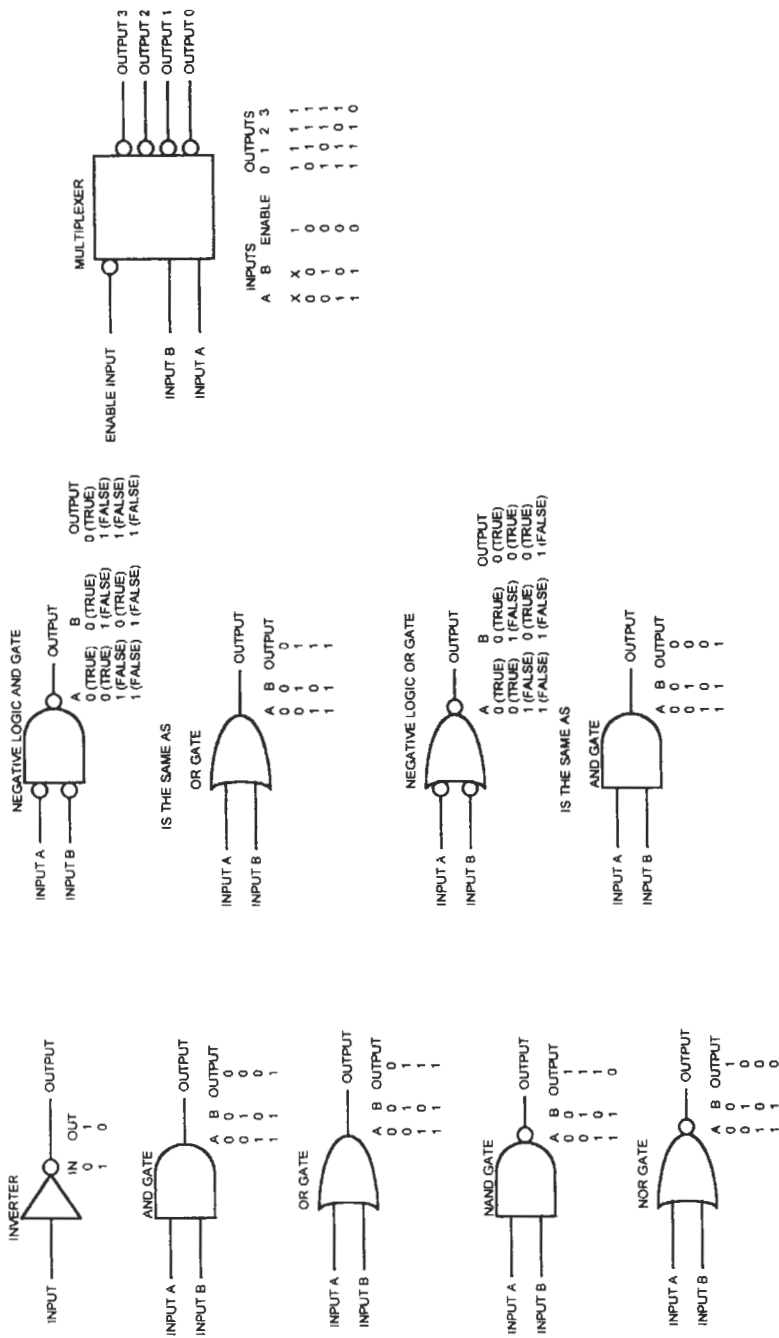 INVERTER
INPUT
OUTPUT
IN OUT
0 1
1 0
AND GATE
INPUT A
INPUT B
OUTPUT
A B OUTPUT
0 0 0
0 1 0
1 0 0
1 1 1
OR GATE
INPUT A
INPUT B
OUTPUT
A B OUTPUT
0 0 0
0 1 1
1 0 1
1 1 1
NAND GATE
INPUT A
INPUT B
OUTPUT
A B OUTPUT
0 0 1
0 1 1
1 0 1
1 1 0
NOR GATE
INPUT A
INPUT B
OUTPUT
A B OUTPUT
0 0 1
0 1 0
1 0 0
1 1 0
NEGATIVE LOGIC AND GATE
INPUT A
INPUT B
OUTPUT
A B OUTPUT
0 (TRUE) 0 (TRUE) 0 (TRUE)
0 (TRUE) 1 (FALSE) 1 (FALSE)
1 (FALSE) 0 (TRUE) 1 (FALSE)
1 (FALSE) 1 (FALSE) 1 (FALSE)
IS THE SAME AS
OR GATE
INPUT A
INPUT B
OUTPUT
A B OUTPUT
0 0 0
0 1 1
1 0 1
1 1 1
NEGATIVE LOGIC OR GATE
INPUT A
INPUT B
OUTPUT
A B OUTPUT
0 (TRUE) 0 (TRUE) 0 (TRUE)
0 (TRUE) 1 (FALSE) 0 (TRUE)
1 (FALSE) 0 (TRUE) 0 (TRUE)
1 (FALSE) 1 (FALSE) 1 (FALSE)
IS THE SAME AS
AND GATE
INPUT A
INPUT B
OUTPUT
A B OUTPUT
0 0 0
0 1 0
1 0 0
1 1 1
MULTIPLEXER
ENABLE INPUT
INPUT B
INPUT A
OUTPUT 3
OUTPUT 2
OUTPUT 1
OUTPUT 0
INPUTS OUTPUTS
A B ENABLE 0 1 2 3
X X 1 1 1 1 1
0 0 0 0 1 1 1
0 1 0 1 0 1 1
1 0 0 1 1 0 1
1 1 0 1 1 1 0